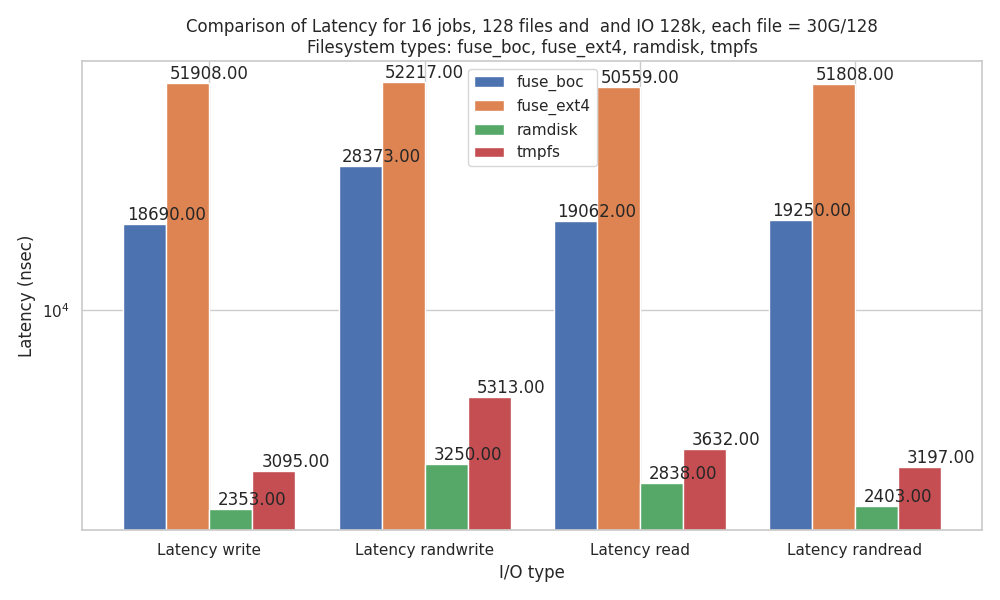 Comparison of Latency for 16 jobs, 128 files and  and IO 128k, each file = 30G/128
Filesystem types: fuse_boc, fuse_ext4, ramdisk, tmpfs
fuse_boc
fuse_ext4
ramdisk
tmpfs
51908.00
52217.00
50559.00
51808.00
28373.00
18690.00
19062.00
19250.00
5313.00
3095.00
3250.00
3632.00
3197.00
2353.00
2838.00
2403.00
Latency (nsec)
10⁴
Latency write
Latency randwrite
Latency read
Latency randread
I/O type